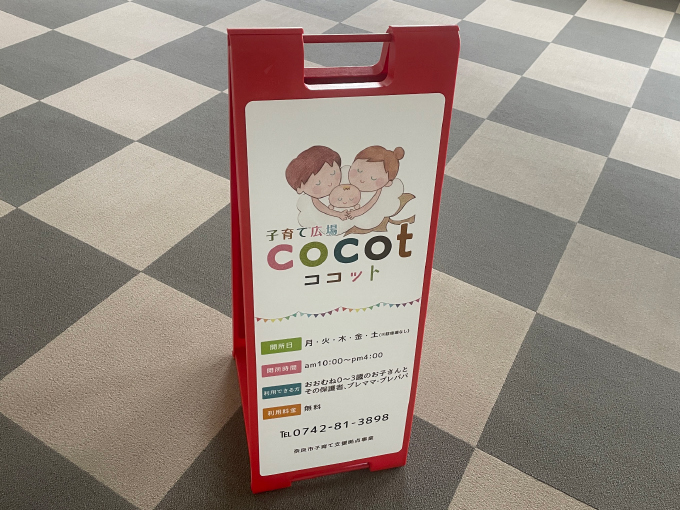 子育て広場
cocot
ココット
開所日 月・火・木・金・土
開所時間 am10:00～pm4:00
利用できる方 おおむね0～3歳のお子さんと
その保護者、プレママ・プレパパ
利用料金 無料
TEL 0742-81-3898
奈良市子育て支援拠点事業